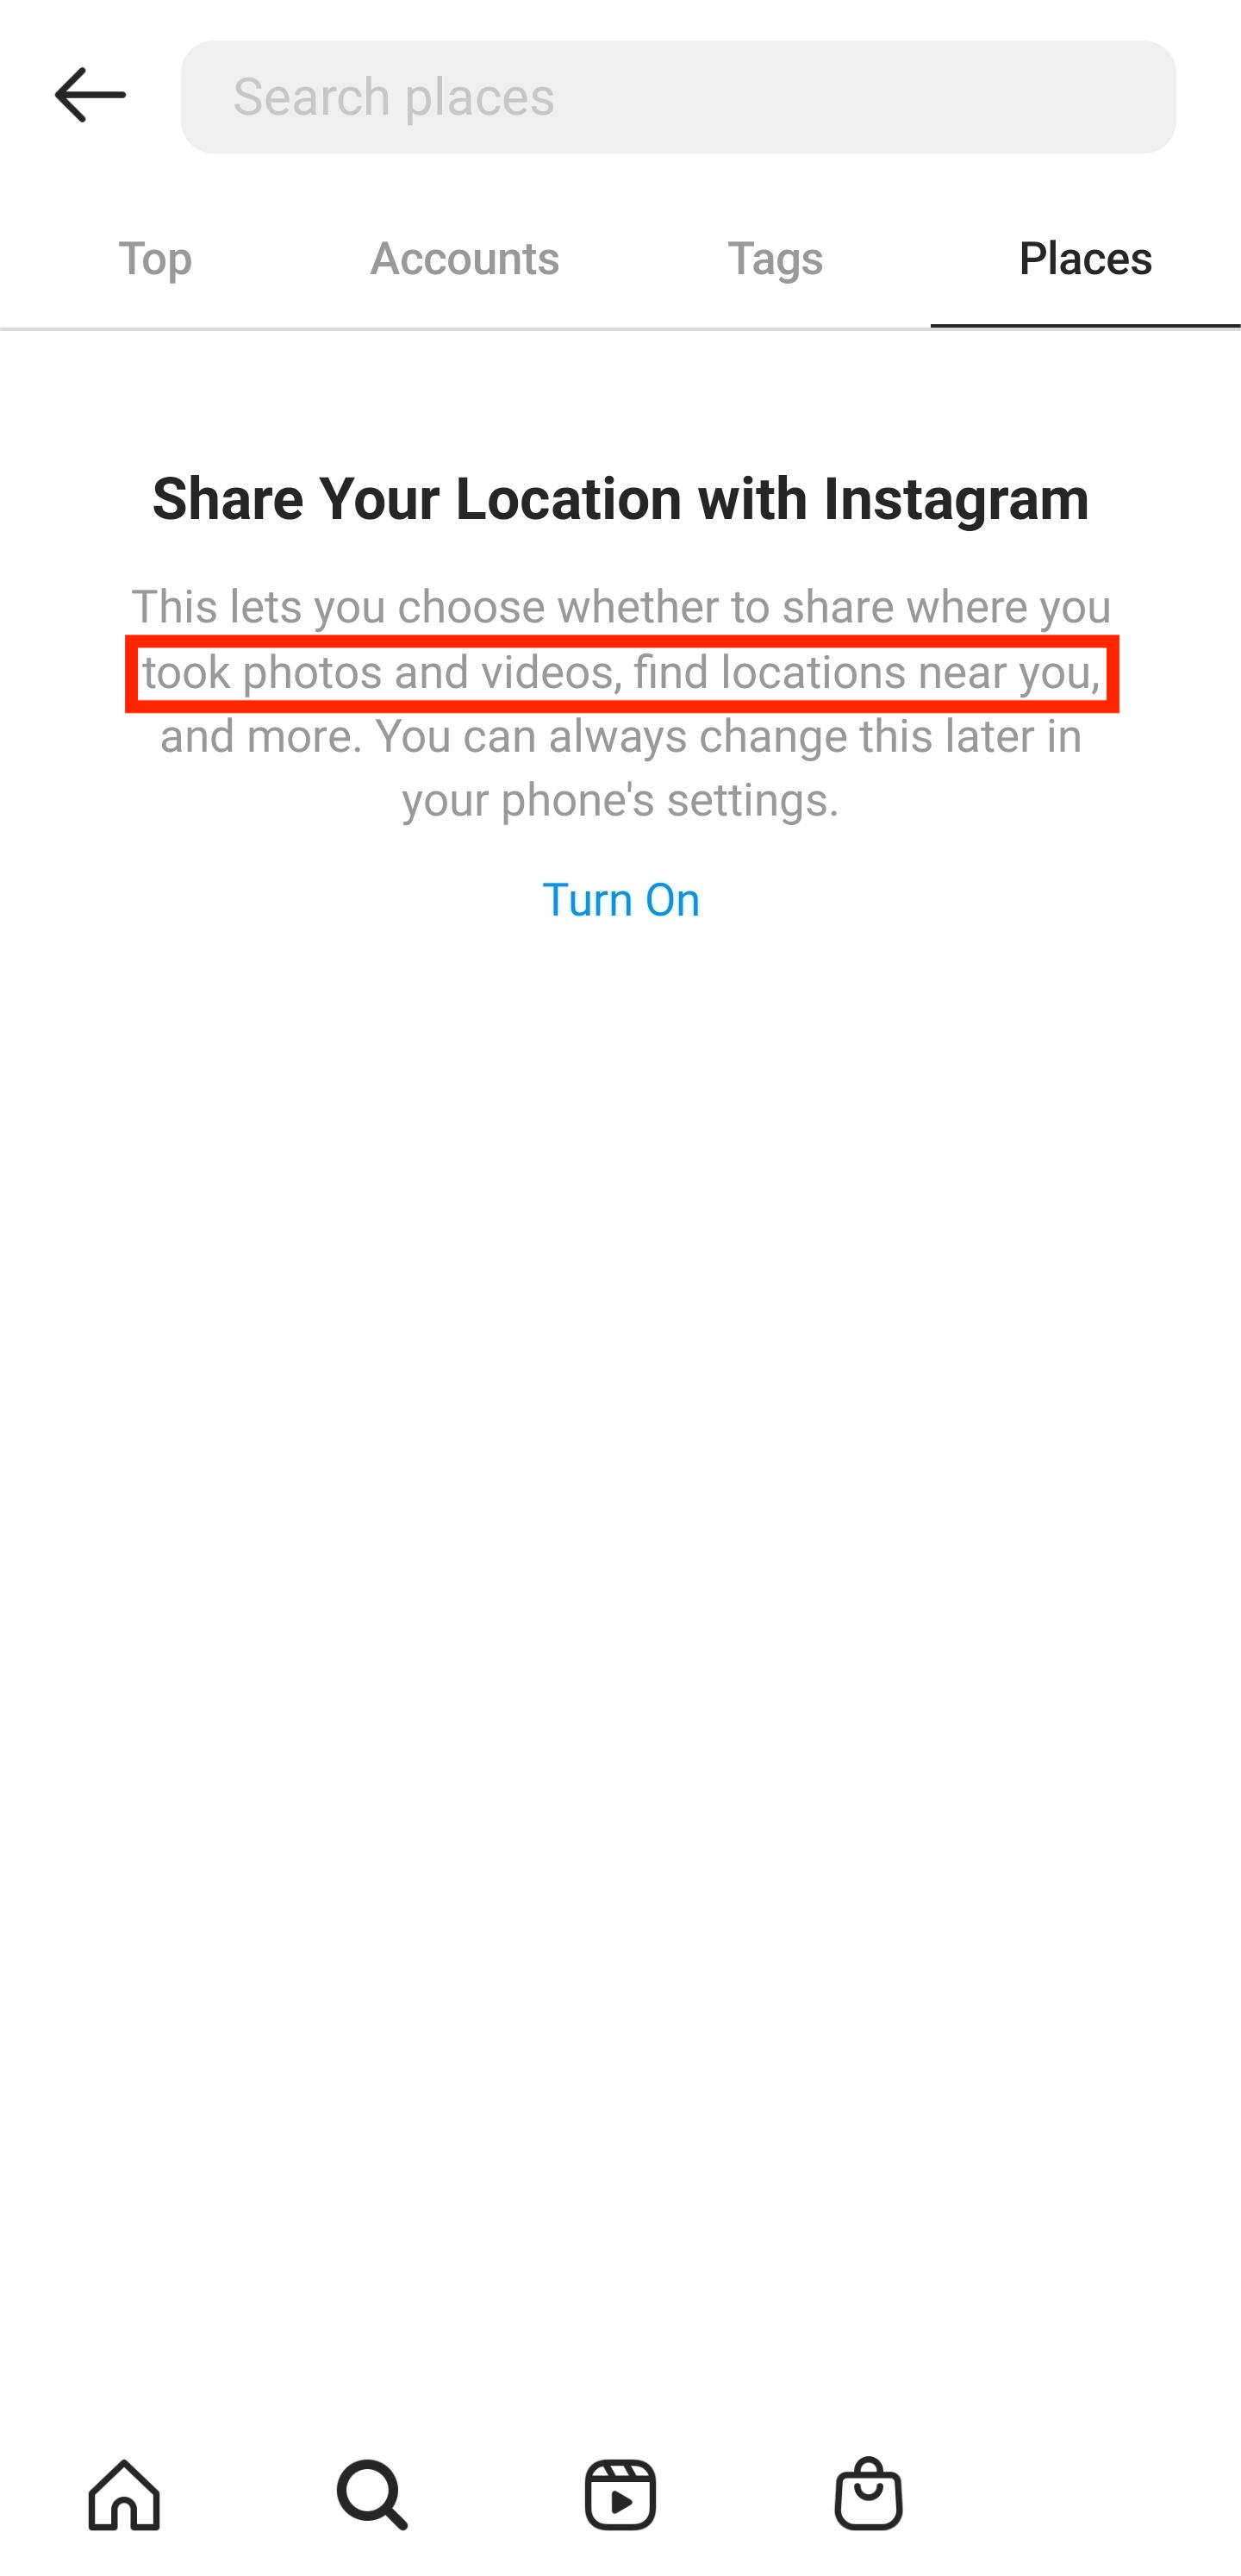 Search places
Top Accounts Tags Places
Share Your Location with Instagram
This lets you choose whether to share where you
took photos and videos, find locations near you,
and more. You can always change this later in
your phone's settings.
Turn On